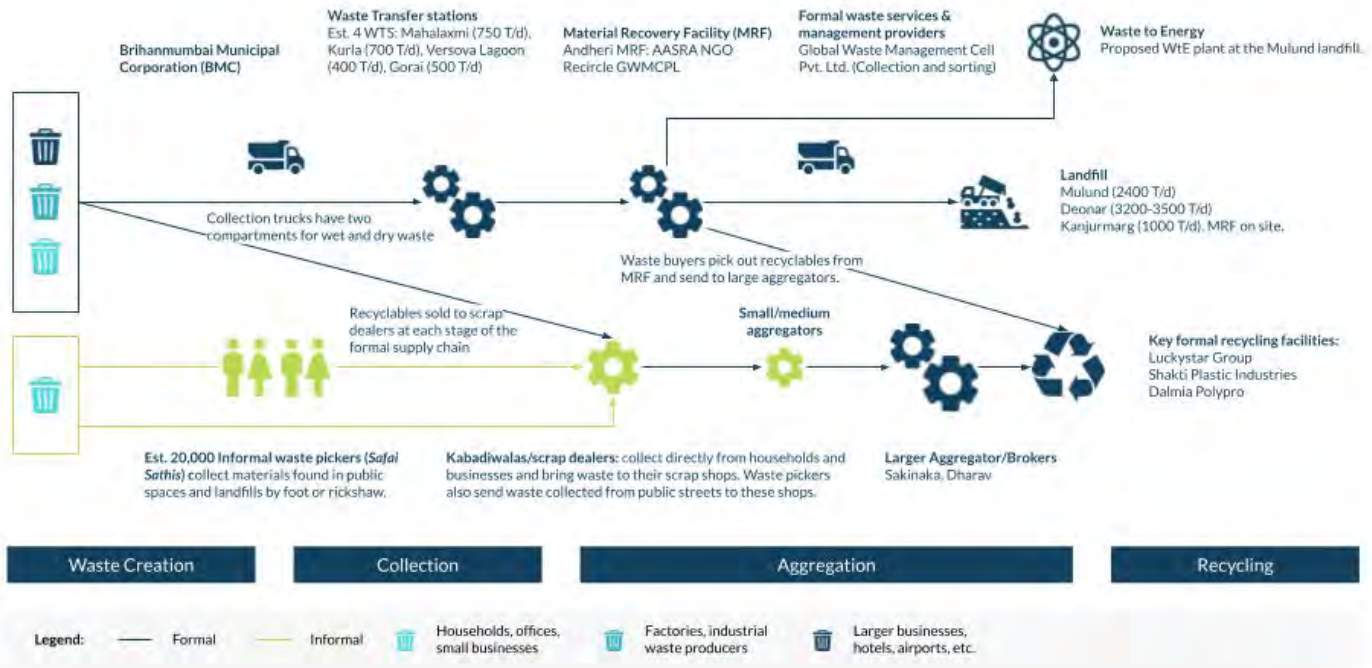 Brihanmumbai Municipal
Corporation (BMC)
Waste Transfer stations
Est. 4 WTS: Mahalaxmi (750 T/d),
Kurla (700 T/d), Versova Lagoon
(400 T/d), Gorai (500 T/d)
Material Recovery Facility (MRF)
Andheri MRF: AASRA NGO
Recircle GWMCPL
Formal waste services &
management providers
Global Waste Management Cell
Pvt. Ltd. (Collection and sorting)
Waste to Energy
Proposed WtE plant at the Mulund landfill.
Collection trucks have two
compartments for wet and dry waste
Landfill
Mulund (2400 T/d)
Deonar (3200-3500 T/d)
Kanjurmarg (1000 T/d). MRF on site.
Waste buyers pick out recyclables from
MRF and send to large aggregators.
Recyclables sold to scrap
dealers at each stage of the
formal supply chain
Small/medium
aggregators
Key formal recycling facilities:
Luckystar Group
Shakti Plastic Industries
Dalmia Polypro
Est. 20,000 Informal waste pickers (Safai
Sathis) collect materials found in public
spaces and landfills by foot or rickshaw.
Kabadiwalas/scrap dealers: collect directly from households and
businesses and bring waste to their scrap shops. Waste pickers
also send waste collected from public streets to these shops.
Larger Aggregator/Brokers
Sakinaka, Dharav
Waste Creation
Collection
Aggregation
Recycling
Legend:
Formal
Informal
Households, offices,
small businesses
Factories, industrial
waste producers
Larger businesses,
hotels, airports, etc.